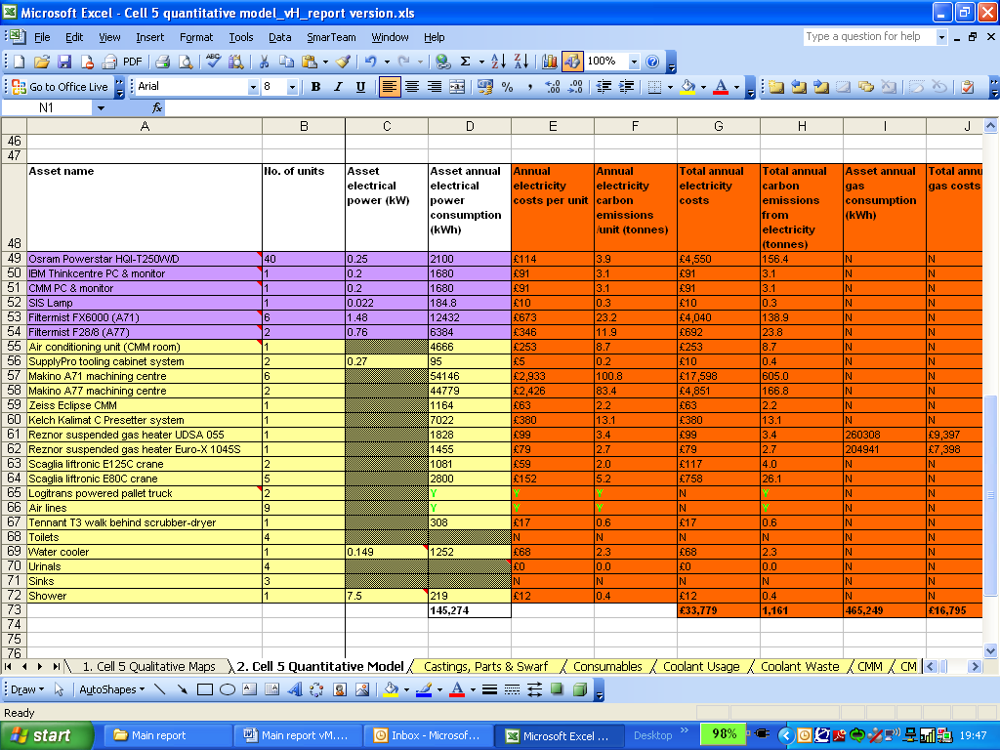 Microsoft Excel - Cell 5 quantitative model_vH_report version.xls
File Edit View Insert Format Tools Data SmarTeam Window Help Type a question for help
PDF Σ 100%
Go to Office Live Arial 8 B I U %
N1 fx
A B C D E F G H I J
46
47
48 Asset name No. of units Asset electrical power (kW) Asset annual electrical power consumption (kWh) Annual electricity costs per unit Annual electricity carbon emissions /unit (tonnes) Total annual electricity costs Total annual carbon emissions from electricity (tonnes) Asset annual gas consumption (kWh) Total annu gas costs
49 Osram Powerstar HQI-T250W/D 40 0.25 2100 £114 3.9 £4,550 156.4 N N
50 IBM Thinkcentre PC & monitor 1 0.2 1680 £91 3.1 £91 3.1 N N
51 CMM PC & monitor 1 0.2 1680 £91 3.1 £91 3.1 N N
52 SIS Lamp 1 0.022 184.8 £10 0.3 £10 0.3 N N
53 Filtermist FX6000 (A71) 6 1.48 12432 £673 23.2 £4,040 138.9 N N
54 Filtermist F28/8 (A77) 2 0.76 6384 £346 11.9 £692 23.8 N N
55 Air conditioning unit (CMM room) 1 4666 £253 8.7 £253 8.7 N N
56 SupplyPro tooling cabinet system 2 0.27 95 £5 0.2 £10 0.4 N N
57 Makino A71 machining centre 6 54146 £2,933 100.8 £17,598 605.0 N N
58 Makino A77 machining centre 2 44779 £2,426 83.4 £4,851 166.8 N N
59 Zeiss Eclipse CMM 1 1164 £63 2.2 £63 2.2 N N
60 Kelch Kalimat C Presetter system 1 7022 £380 13.1 £380 13.1 N N
61 Reznor suspended gas heater UDSA 055 1 1828 £99 3.4 £99 3.4 260308 £9,397
62 Reznor suspended gas heater Euro-X 1045S 1 1455 £79 2.7 £79 2.7 204941 £7,398
63 Scaglia liftronic E125C crane 2 1081 £59 2.0 £117 4.0 N N
64 Scaglia liftronic E80C crane 5 2800 £152 5.2 £758 26.1 N N
65 Logitrans powered pallet truck 2 Y Y Y N Y N N
66 Air lines 9 Y Y Y N Y N N
67 Tennant T3 walk behind scrubber-dryer 1 308 £17 0.6 £17 0.6 N N
68 Toilets 4 N N N N N N
69 Water cooler 1 0.149 1252 £68 2.3 £68 2.3 N N
70 Urinals 4 £0 0.0 £0 0.0 N N
71 Sinks 3 N N N N N N
72 Shower 1 7.5 219 £12 0.4 £12 0.4 N N
73 145,274 £33,779 1,161 465,249 £16,795
74
75
76
1. Cell 5 Qualitative Maps 2. Cell 5 Quantitative Model Castings, Parts & Swarf Consumables Coolant Usage Coolant Waste CMM CM
Draw AutoShapes A
Ready
start Main report Main report vM.... Inbox - Microsof... Microsoft Excel ... Desktop » 98% 19:47